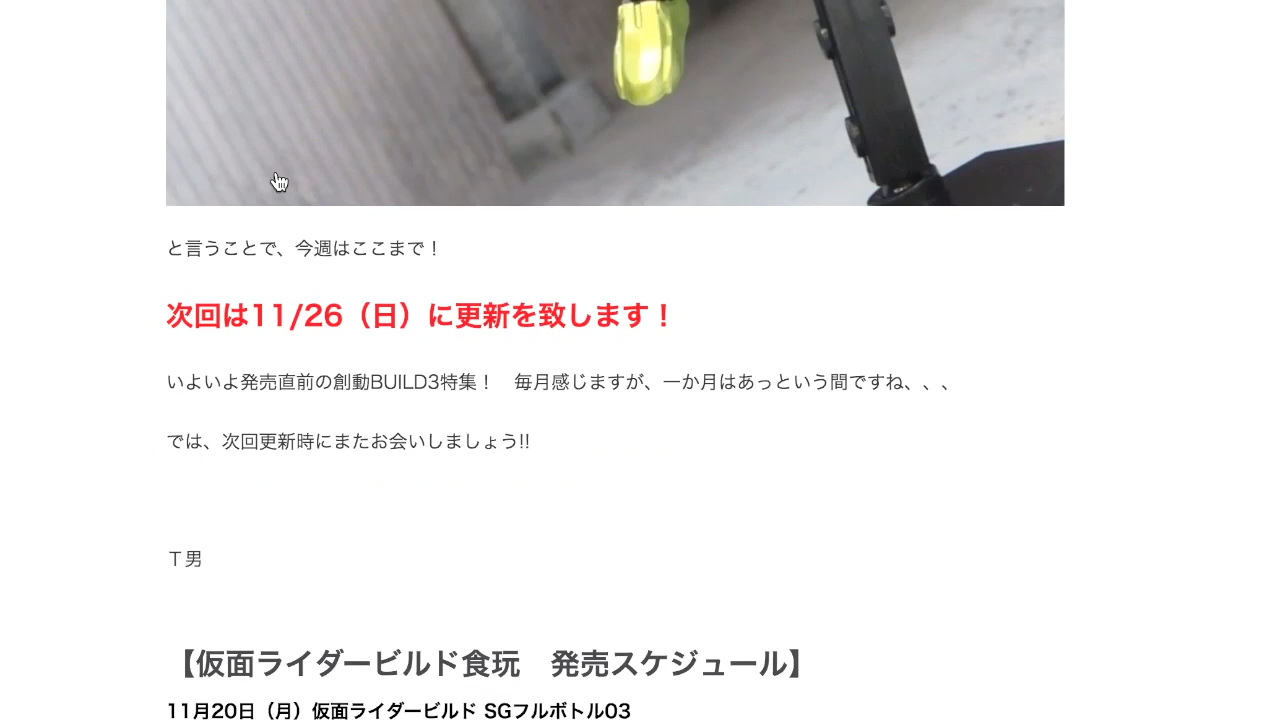 と言うことで、今週はここまで！
次回は11/26（日）に更新を致します！
いよいよ発売直前の創動BUILD3特集！　毎月感じますが、一か月はあっという間ですね、、、
では、次回更新時にまたお会いしましょう!!
Ｔ男
【仮面ライダービルド食玩　発売スケジュール】
11月20日（月）仮面ライダービルド SGフルボトル03